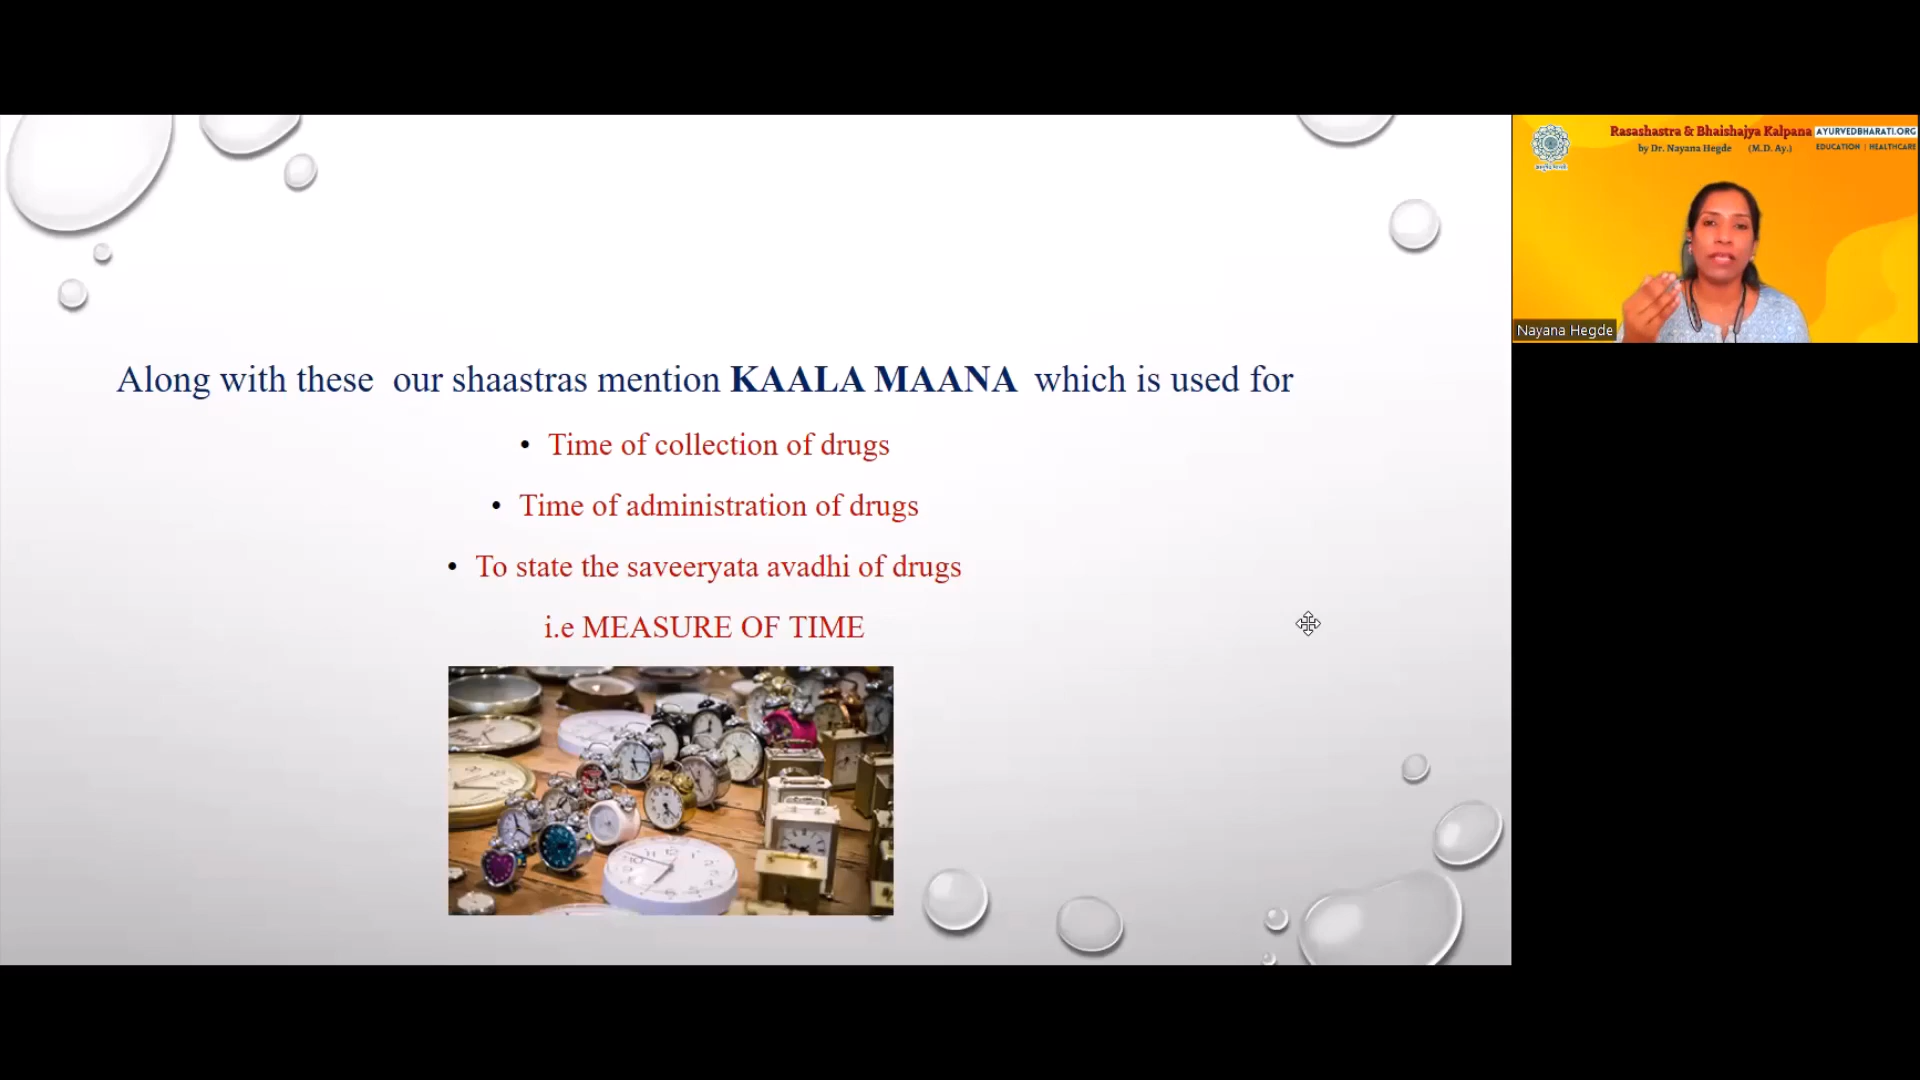 Along with these our shaastras mention KAALA MAANA which is used for
• Time of collection of drugs
• Time of administration of drugs
• To state the saveeryata avadhi of drugs
i.e MEASURE OF TIME
Rasashastra & Bhaishajya Kalpana
by Dr. Nayana Hegde (M.D. Ay.)
AYURVEDBHARATI.ORG
EDUCATION | HEALTHCARE
Nayana Hegde